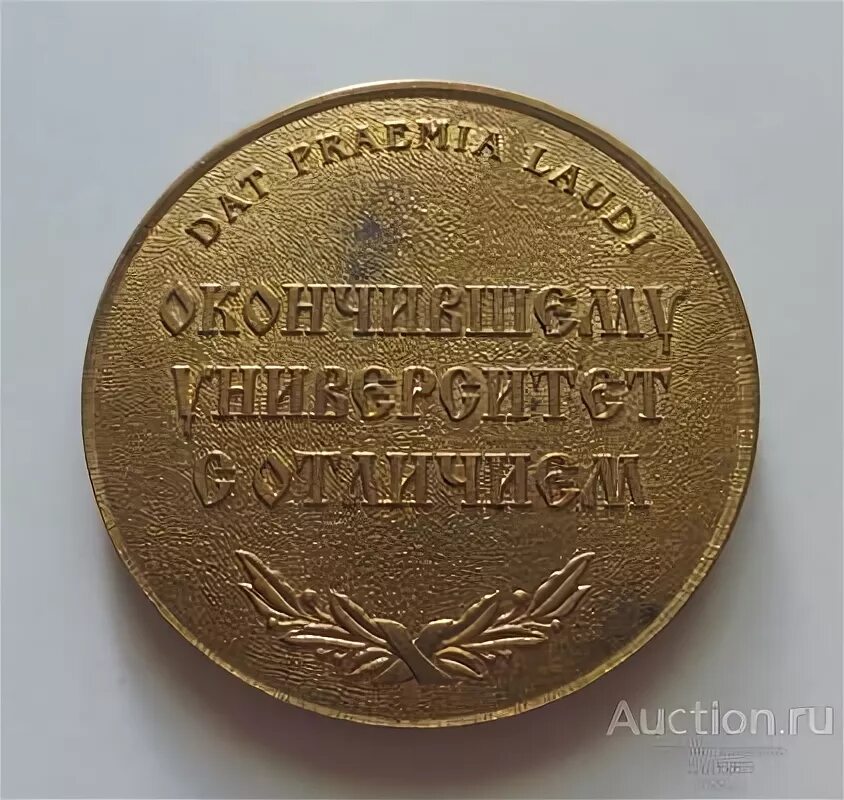 DAT PRAEMIA LAUDI
ОКОНЧИВШЕМУ
УНИВЕРСИТЕТ
С ОТЛИЧИЕМ
Auction.ru